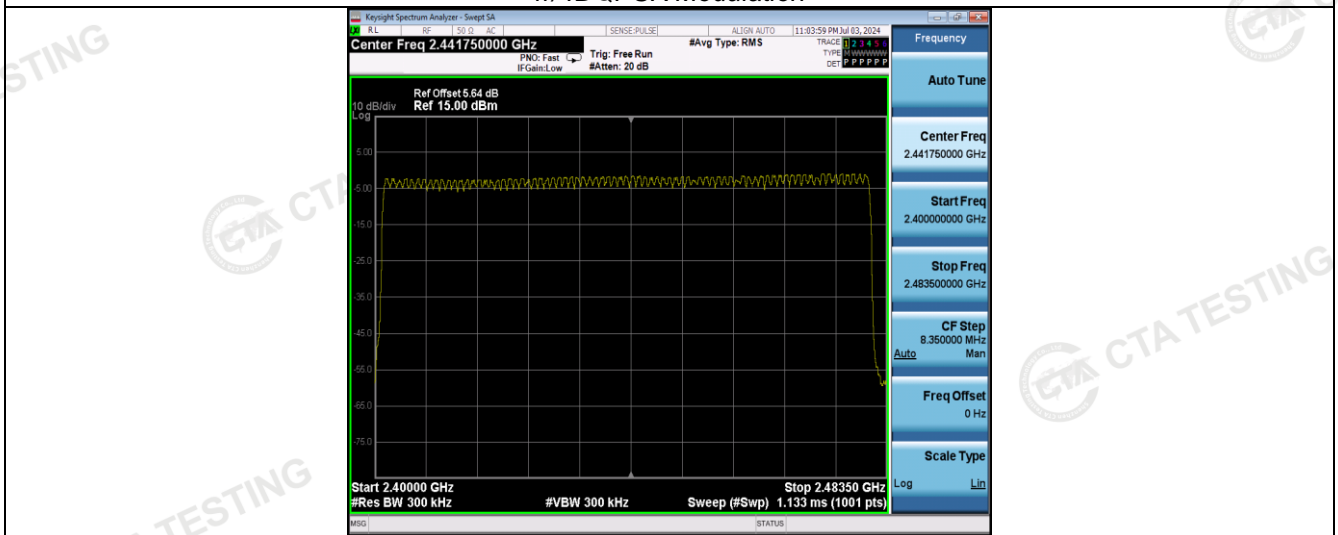 Keysight Spectrum Analyzer - Swept SA
RL RF 50 Ω AC SENSE:PULSE ALIGN AUTO 11:03:59 PM Jul 03, 2024
Center Freq 2.441750000 GHz
PNO: Fast
IFGain:Low
Trig: Free Run
#Atten: 20 dB
#Avg Type: RMS
TRACE 1 2 3 4 5 6
TYPE M WWWWW
DET P P P P P P
Ref Offset 5.64 dB
10 dB/div Ref 15.00 dBm
Log
5.00
-5.00
-15.0
-25.0
-35.0
-45.0
-55.0
-65.0
-75.0
Start 2.40000 GHz Stop 2.48350 GHz
#Res BW 300 kHz #VBW 300 kHz Sweep (#Swp) 1.133 ms (1001 pts)
MSG STATUS
Frequency
Auto Tune
Center Freq
2.441750000 GHz
Start Freq
2.400000000 GHz
Stop Freq
2.483500000 GHz
CF Step
8.350000 MHz
Auto Man
Freq Offset
0 Hz
Scale Type
Log Lin
STING
CTA
CTA TESTING
TESTING